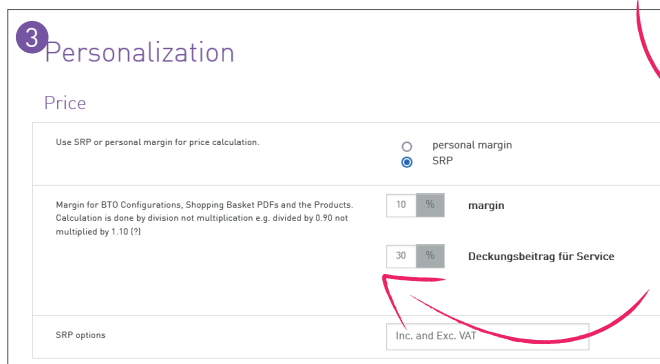 3
Personalization
Price
Use SRP or personal margin for price calculation.
personal margin
SRP
Margin for BTO Configurations, Shopping Basket PDFs and the Products.
Calculation is done by division not multiplication e.g. divided by 0.90 not
multiplied by 1.10 (?)
10 % margin
30 % Deckungsbeitrag für Service
SRP options
Inc. and Exc. VAT